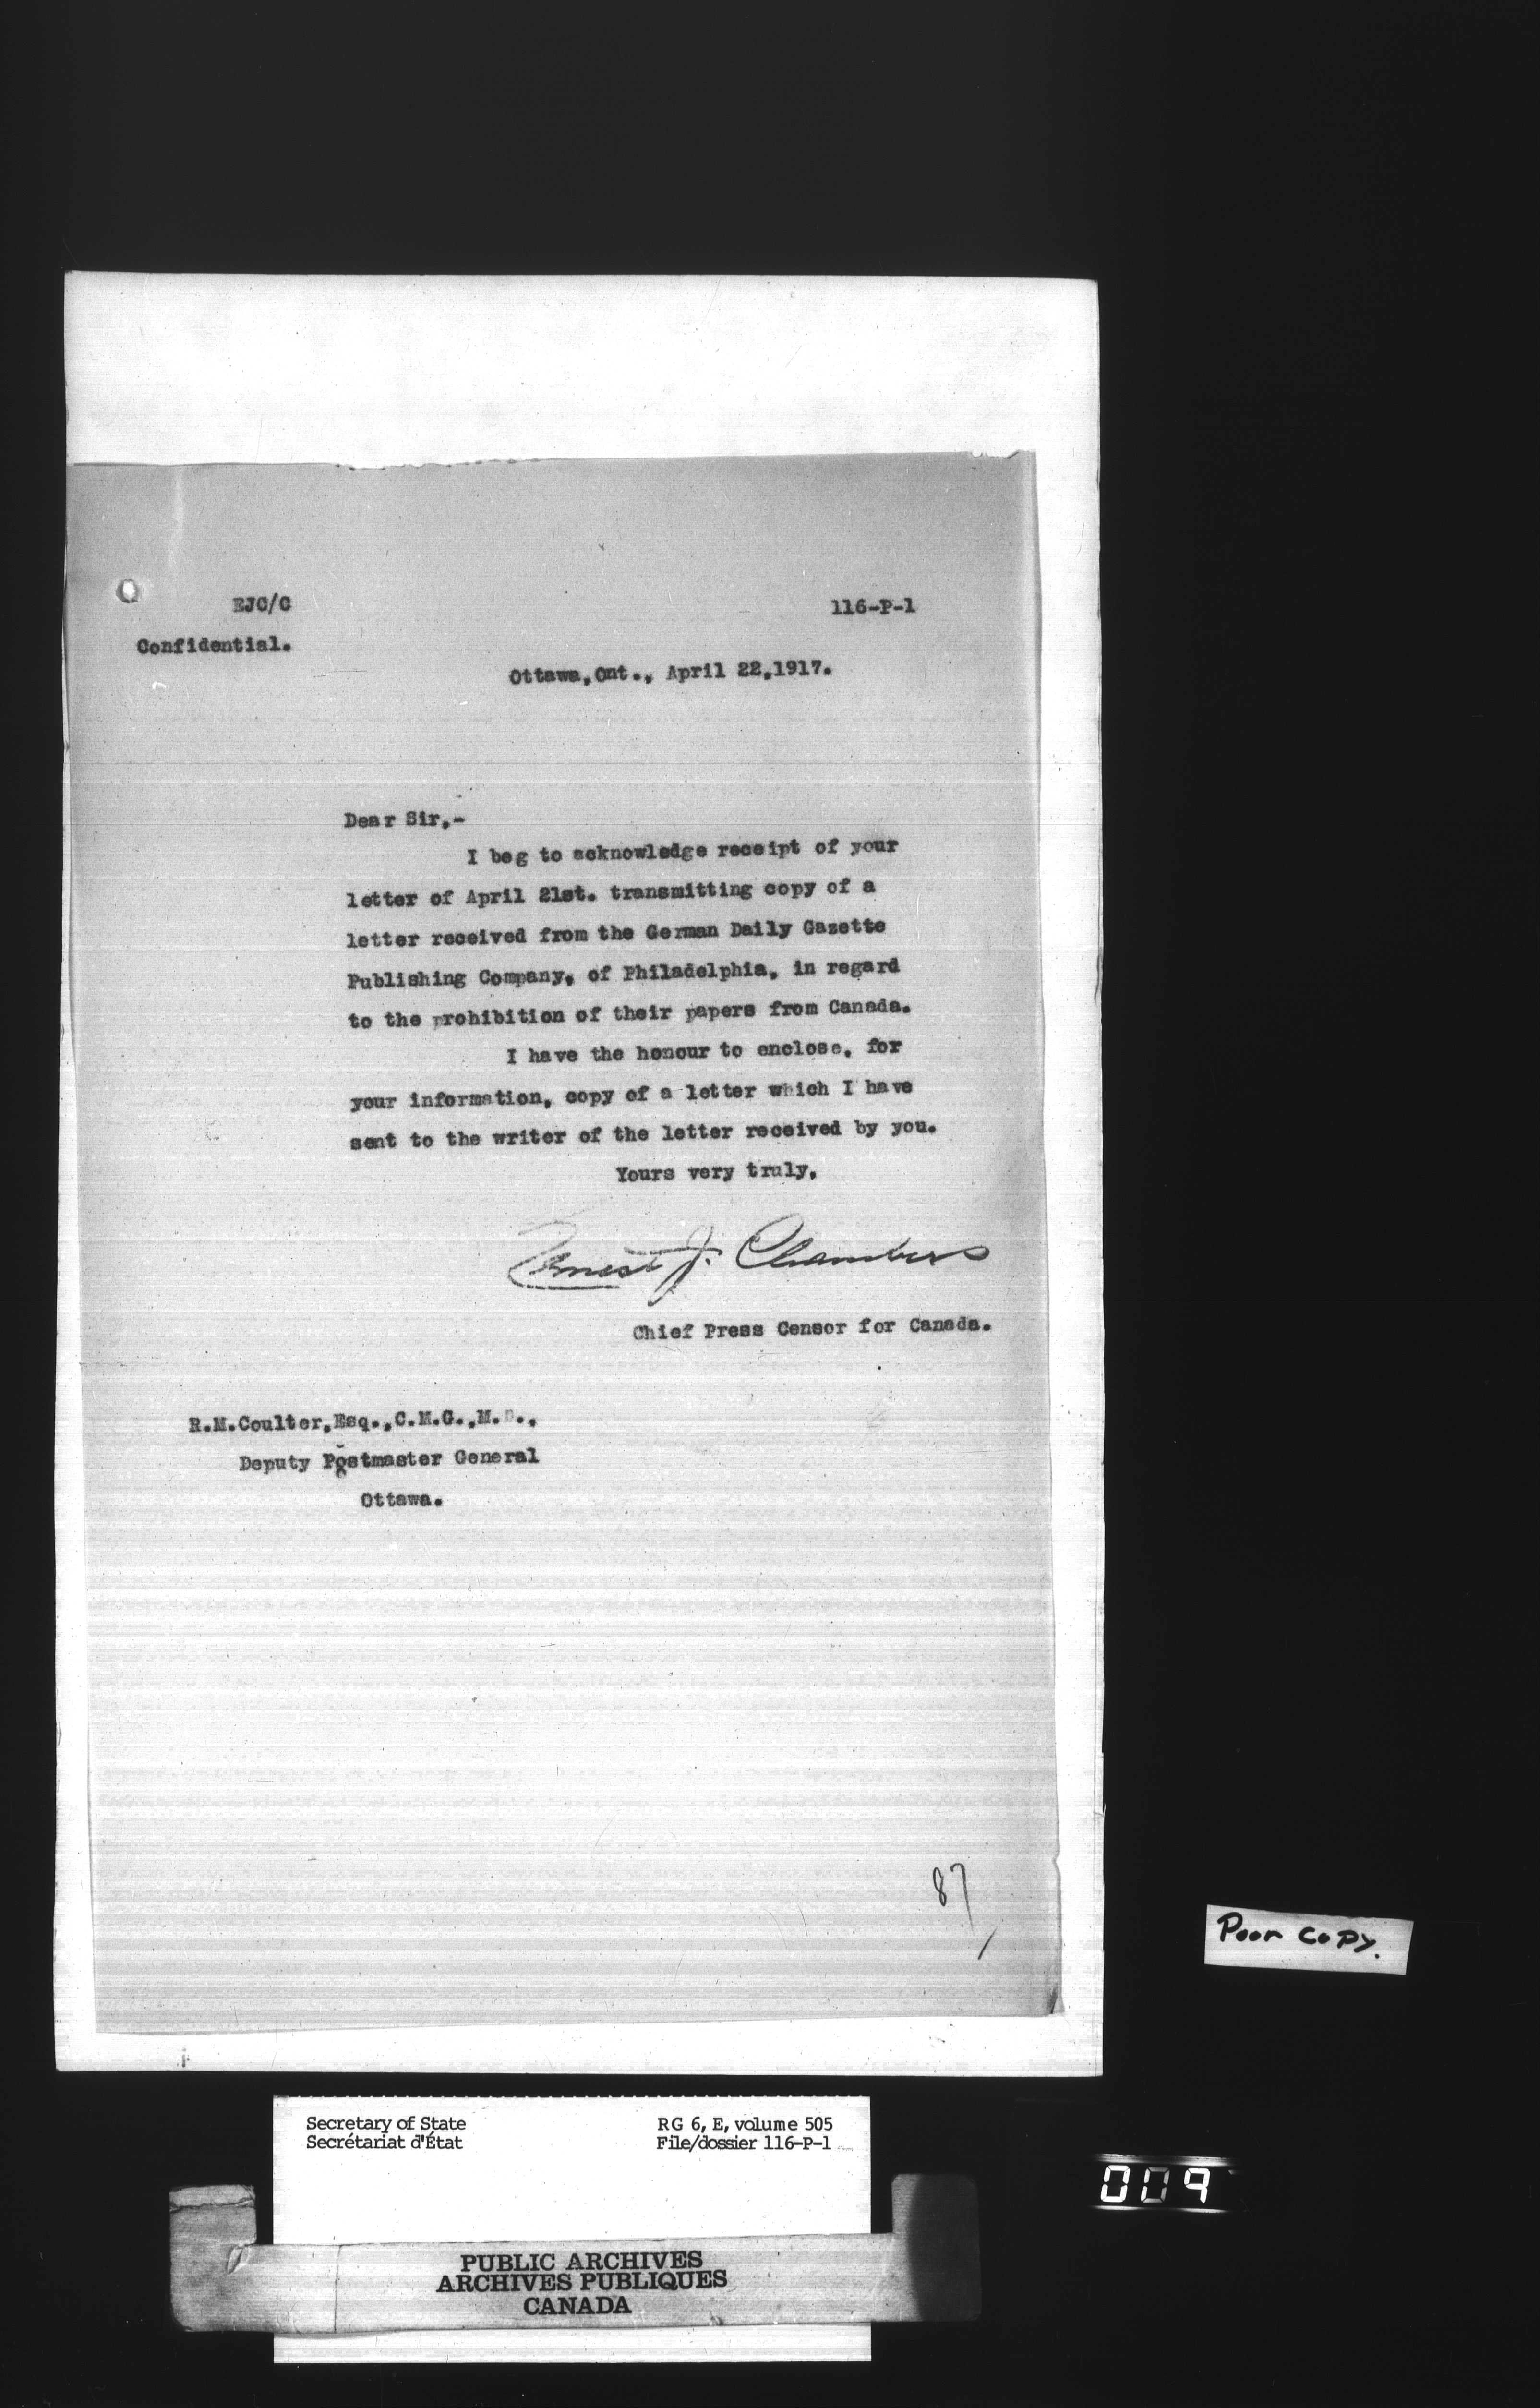 EJC/C 116-P-1
Confidential.
Ottawa,Ont., April 22,1917.
Dear Sir,-
I beg to acknowledge receipt of your
letter of April 21st. transmitting copy of a
letter received from the German Daily Gazette
Publishing Company, of Philadelphia, in regard
to the prohibition of their papers from Canada.
I have the honour to enclose, for
your information, copy of a letter which I have
sent to the writer of the letter received by you.
Yours very truly,
Ernest J. Chambers
Chief Press Censor for Canada.
R.M.Coulter,Esq.,C.M.G.,M.D.,
Deputy Postmaster General
Ottawa.
87
Poor Copy.
Secretary of State RG 6, E, volume 505
Secrétariat d'État File/dossier 116-P-1
009
PUBLIC ARCHIVES
ARCHIVES PUBLIQUES
CANADA